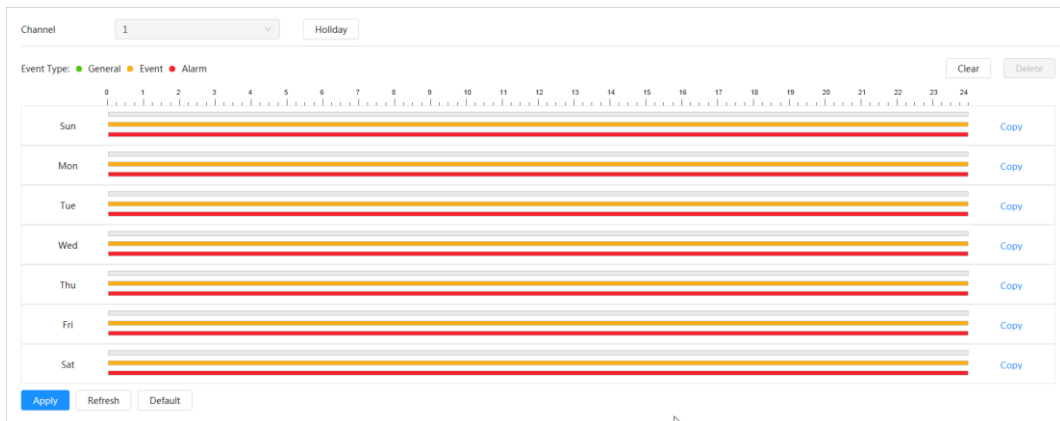 Channel 1 Holiday
Event Type: General Event Alarm Clear Delete
0 1 2 3 4 5 6 7 8 9 10 11 12 13 14 15 16 17 18 19 20 21 22 23 24
Sun Copy
Mon Copy
Tue Copy
Wed Copy
Thu Copy
Fri Copy
Sat Copy
Apply Refresh Default